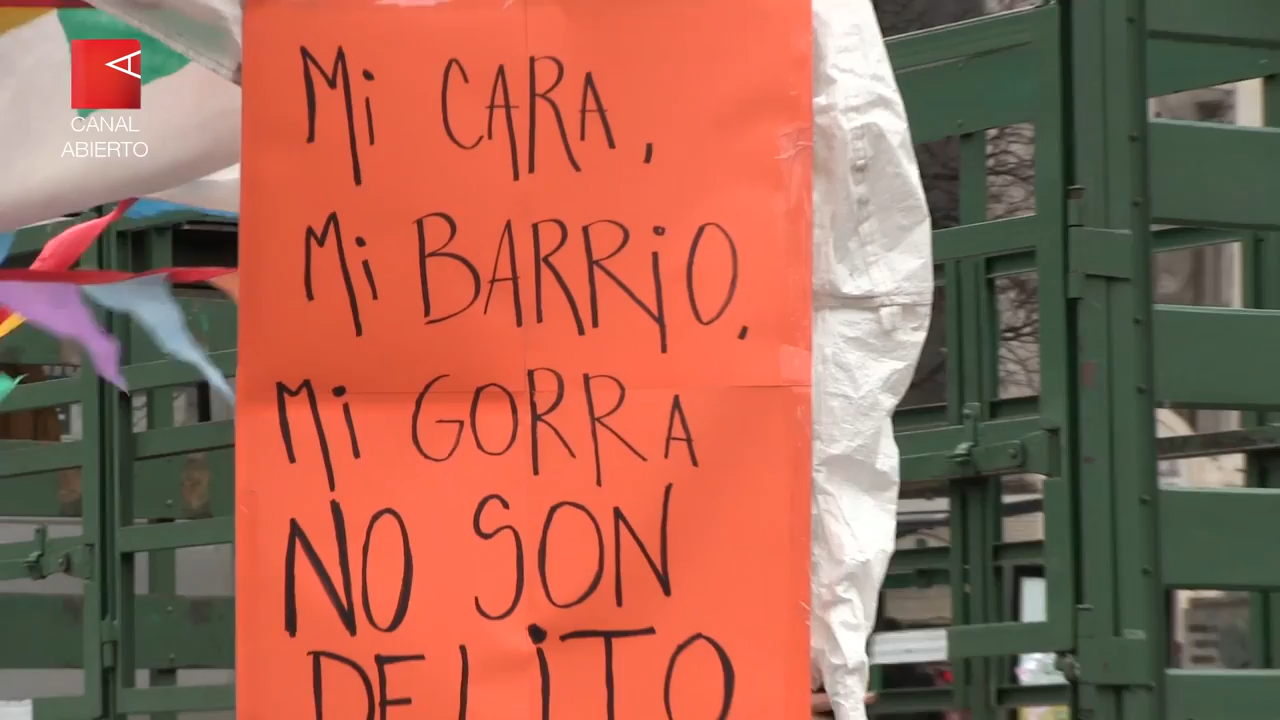 CANAL
ABIERTO
Mi CARA,
Mi BARRiO,
Mi GORRA
NO SON
DELiTO